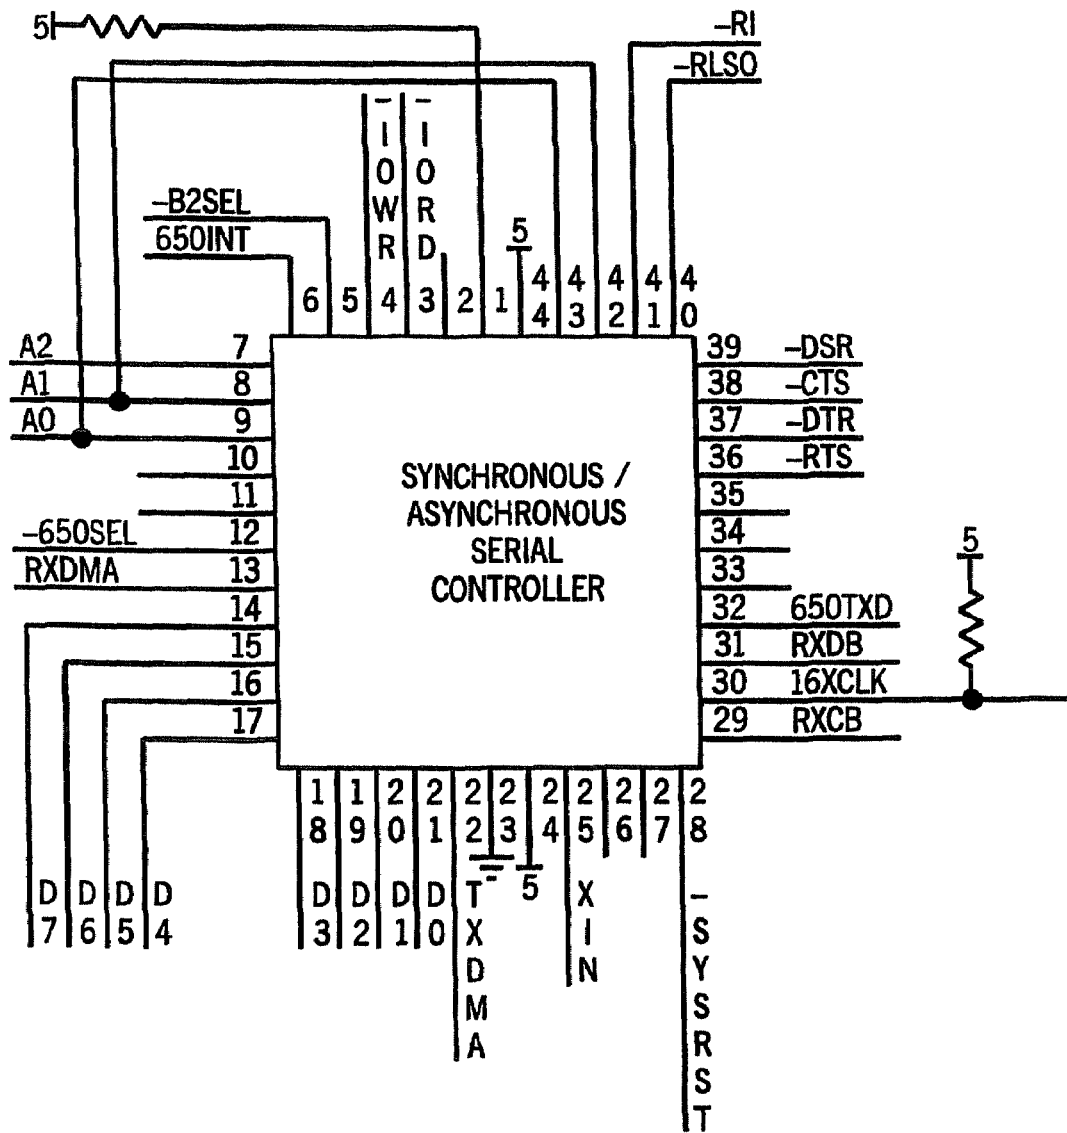 5
-RI
-RLSO
-IOWR
-IORD
-B2SEL
650INT
5
6 5 4 3 2 1 44 43 42 41 40
A2 7
A1 8
A0 9
10
11
-650SEL 12
RXDMA 13
14
15
16
17
SYNCHRONOUS /
ASYNCHRONOUS
SERIAL
CONTROLLER
39 -DSR
38 -CTS
37 -DTR
36 -RTS
35
34
33
32 650TXD
31 RXDB
30 16XCLK
29 RXCB
5
18 19 20 21 22 23 24 25 26 27 28
5
D7 D6 D5 D4
D3 D2 D1 D0
TXDMA
XIN
-SYSRST